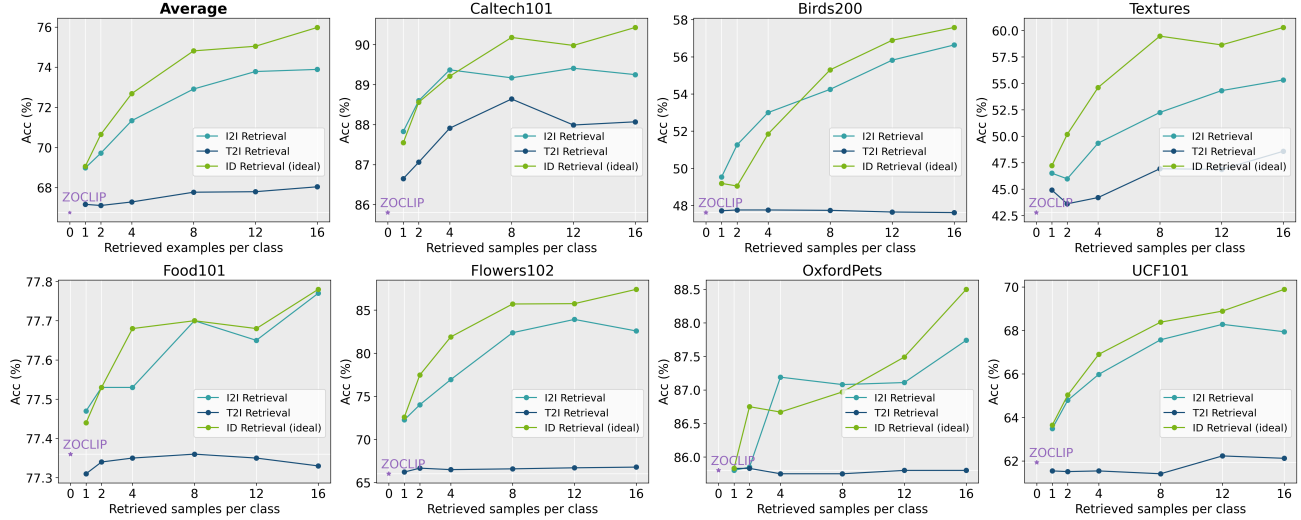 Average
Acc (%)
76
74
72
70
68
ZOCLIP
I2I Retrieval
T2I Retrieval
ID Retrieval (ideal)
0 1 2 4 8 12 16
Retrieved examples per class
Caltech101
Acc (%)
90
89
88
87
86
ZOCLIP
I2I Retrieval
T2I Retrieval
ID Retrieval (ideal)
0 1 2 4 8 12 16
Retrieved samples per class
Birds200
Acc (%)
58
56
54
52
50
48
ZOCLIP
I2I Retrieval
T2I Retrieval
ID Retrieval (ideal)
0 1 2 4 8 12 16
Retrieved samples per class
Textures
Acc (%)
60.0
57.5
55.0
52.5
50.0
47.5
45.0
42.5
ZOCLIP
I2I Retrieval
T2I Retrieval
ID Retrieval (ideal)
0 1 2 4 8 12 16
Retrieved samples per class
Food101
Acc (%)
77.8
77.7
77.6
77.5
77.4
77.3
ZOCLIP
I2I Retrieval
T2I Retrieval
ID Retrieval (ideal)
0 1 2 4 8 12 16
Retrieved samples per class
Flowers102
Acc (%)
85
80
75
70
65
ZOCLIP
I2I Retrieval
T2I Retrieval
ID Retrieval (ideal)
0 1 2 4 8 12 16
Retrieved samples per class
OxfordPets
Acc (%)
88.5
88.0
87.5
87.0
86.5
86.0
ZOCLIP
I2I Retrieval
T2I Retrieval
ID Retrieval (ideal)
0 1 2 4 8 12 16
Retrieved samples per class
UCF101
Acc (%)
70
68
66
64
62
ZOCLIP
I2I Retrieval
T2I Retrieval
ID Retrieval (ideal)
0 1 2 4 8 12 16
Retrieved samples per class